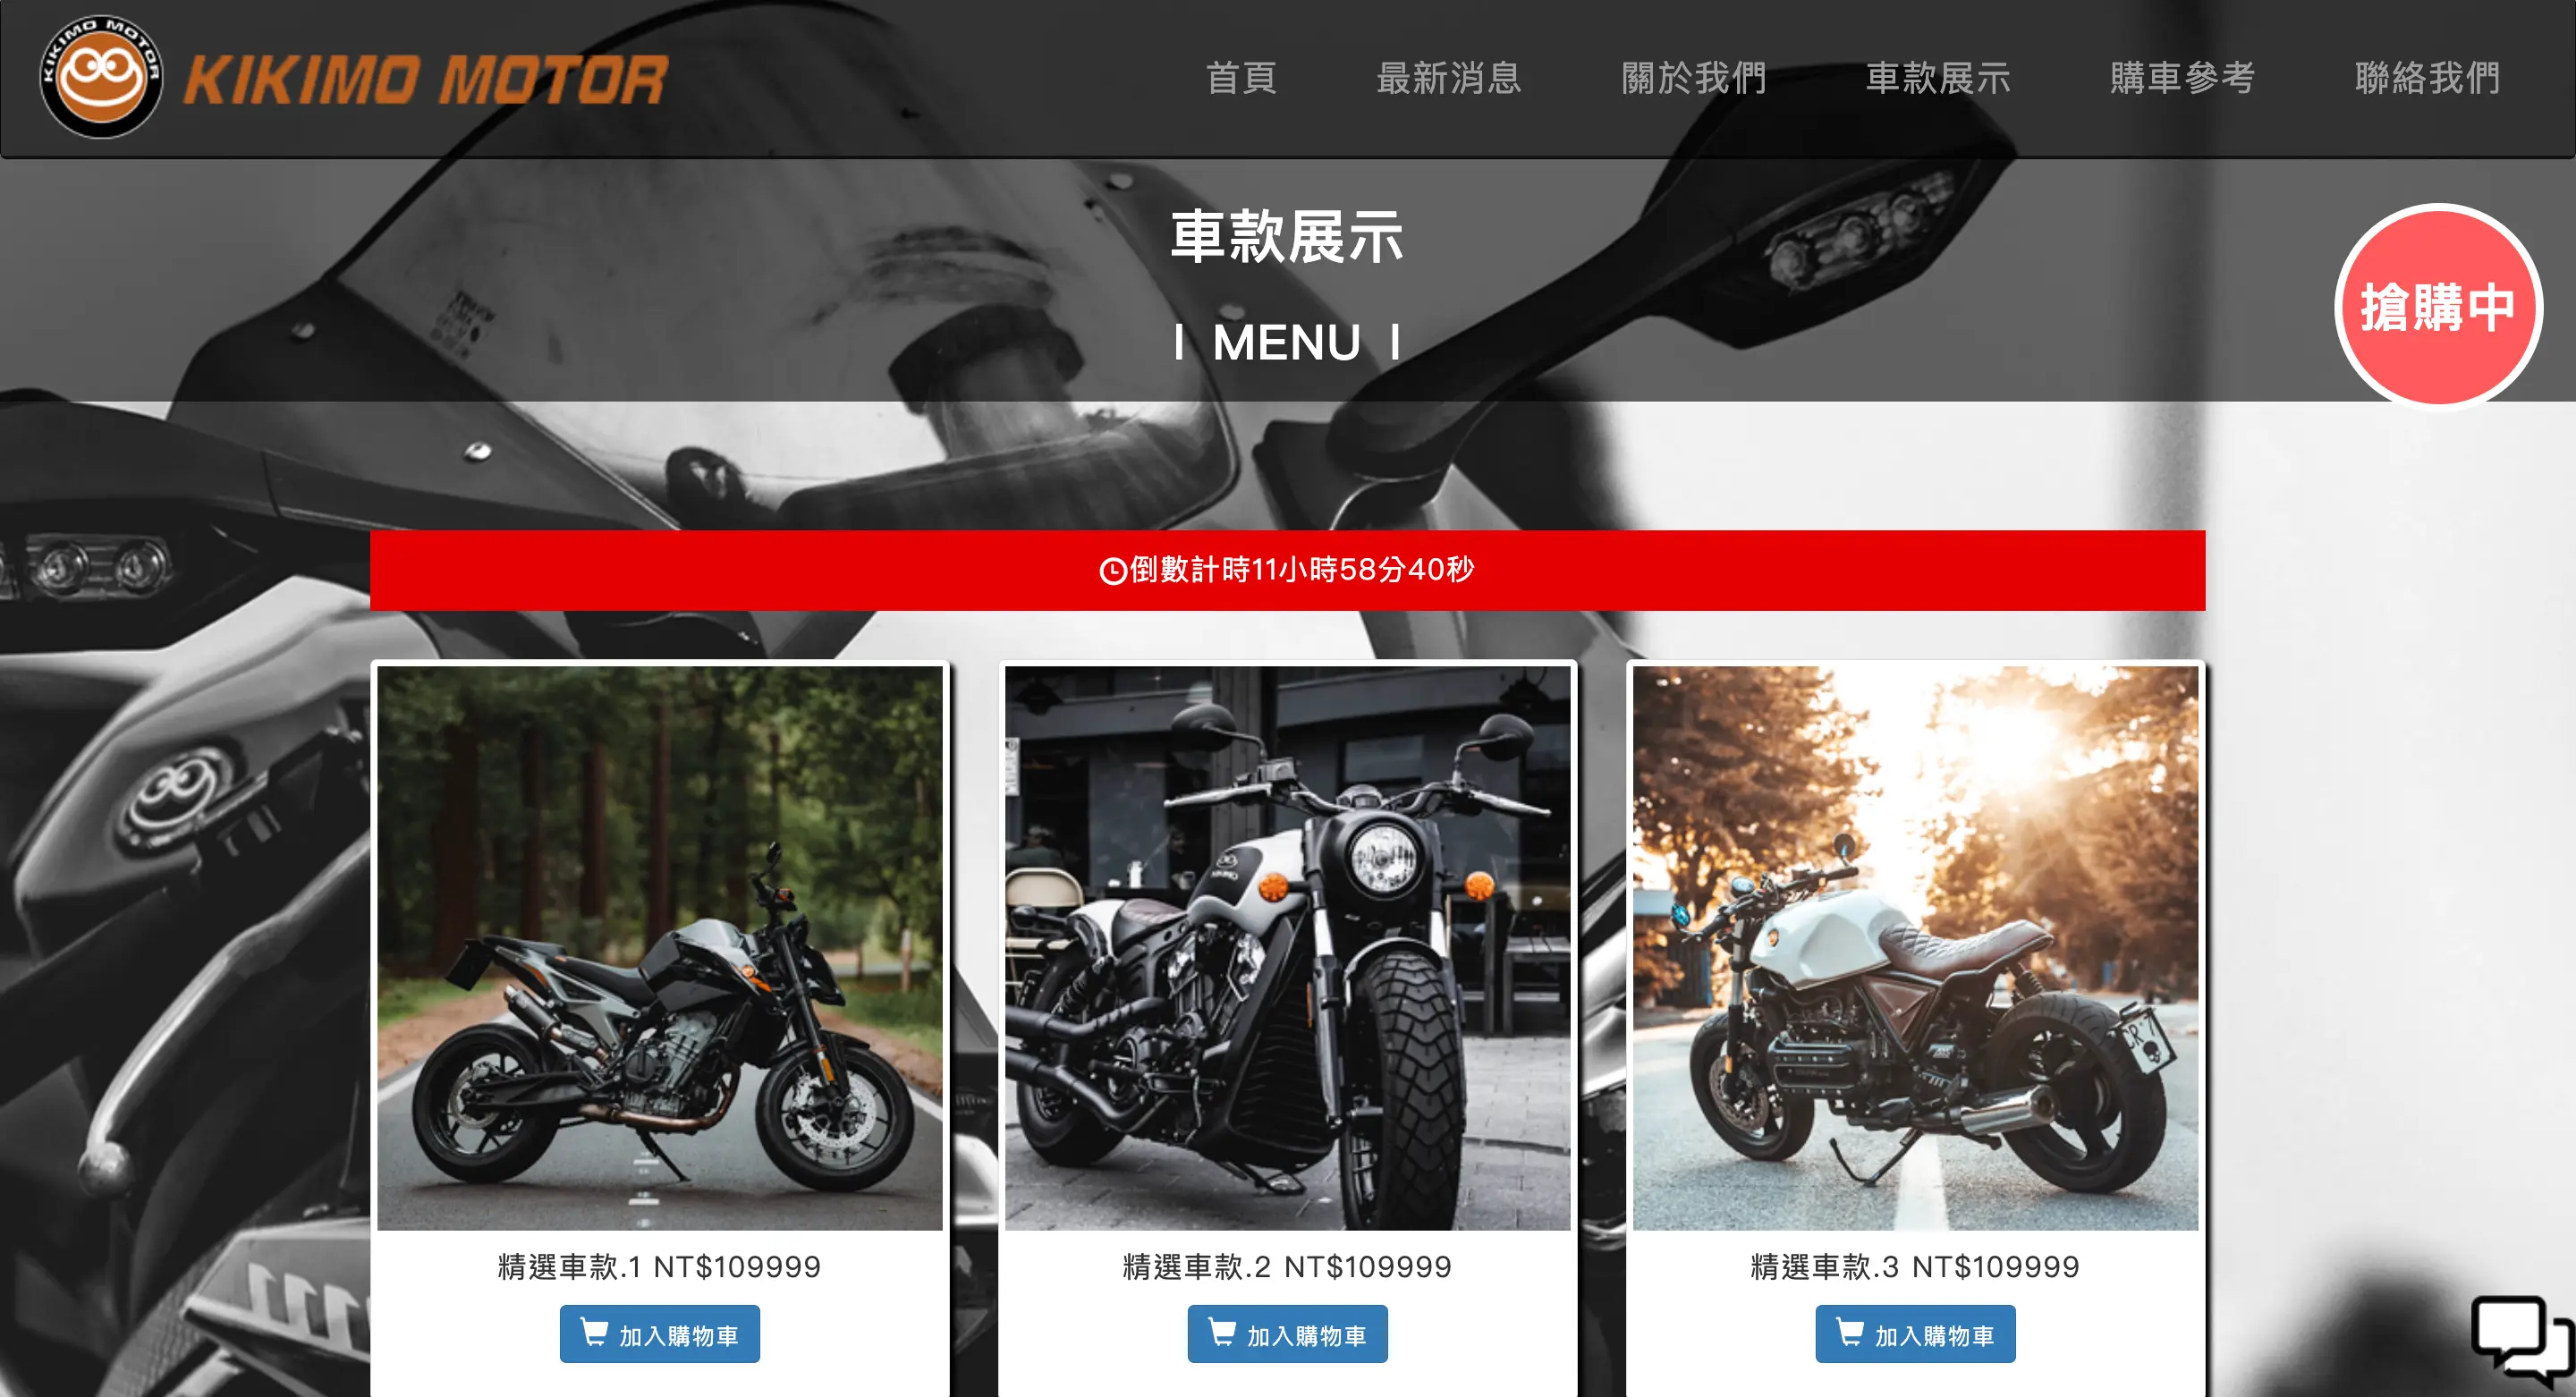 KIKIMO MOTOR
KIKIMO MOTOR
首頁
最新消息
關於我們
車款展示
購車參考
聯絡我們
車款展示
| MENU |
搶購中
倒數計時11小時58分40秒
精選車款.1 NT$109999
加入購物車
精選車款.2 NT$109999
加入購物車
精選車款.3 NT$109999
加入購物車